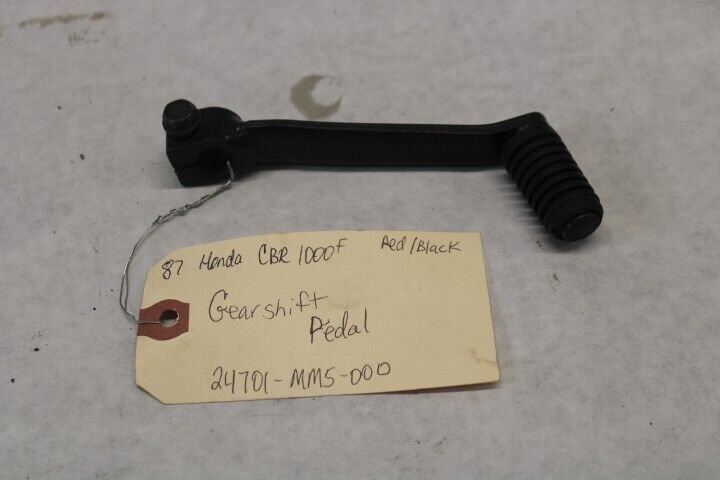 87 Honda CBR 1000F Red/Black
Gearshift
Pedal
24701-MM5-000